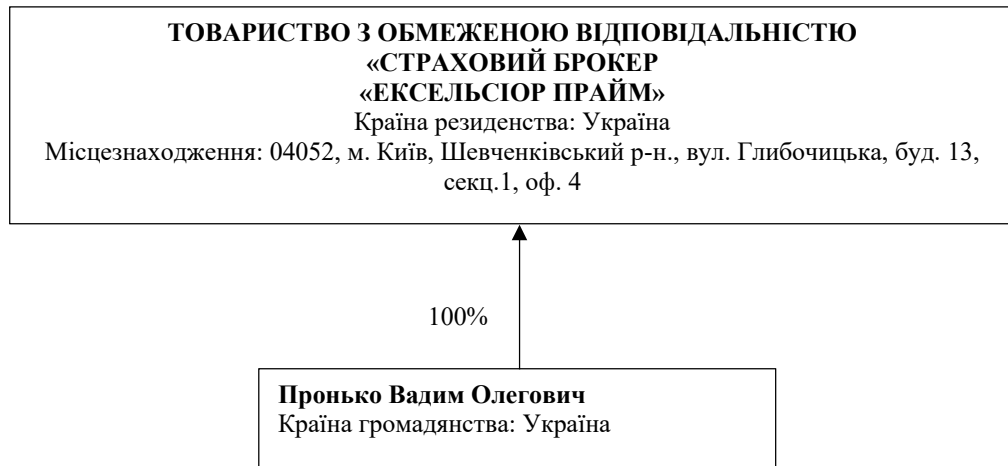 ТОВАРИСТВО З ОБМЕЖЕНОЮ ВІДПОВІДАЛЬНІСТЮ
«СТРАХОВИЙ БРОКЕР
«ЕКСЕЛЬСІОР ПРАЙМ»
Країна резиденства: Україна
Місцезнаходження: 04052, м. Київ, Шевченківський р-н., вул. Глибочицька, буд. 13,
секц.1, оф. 4
100%
Пронько Вадим Олегович
Країна громадянства: Україна